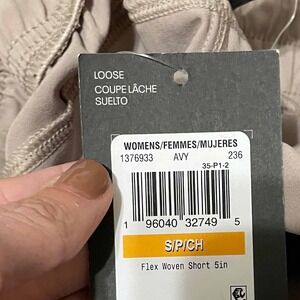 LOOSE
COUPE LÂCHE
SUELTO
WOMENS/FEMMES/MUJERES
1376933 AVY 236
35-P1-2
1 96040 32749 5
S/P/CH
Flex Woven Short 5in